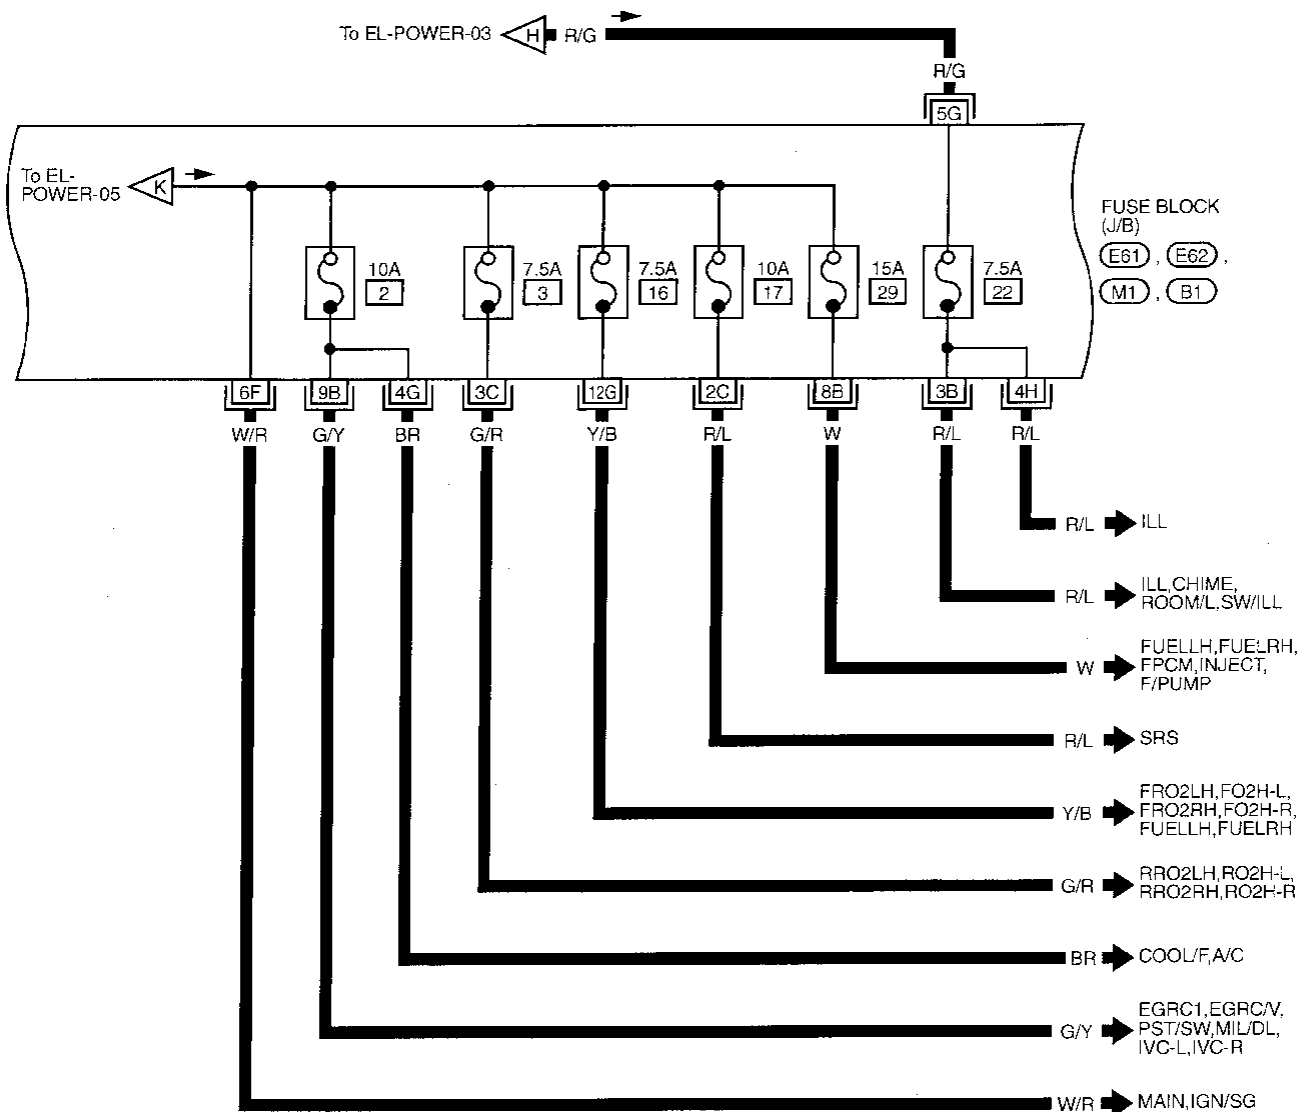 To EL-POWER-03 H R/G
R/G
5G
To EL-
POWER-05
K
FUSE BLOCK
(J/B)
E61 , E62 ,
M1 , B1
10A
2
7.5A
3
7.5A
16
10A
17
15A
29
7.5A
22
6F 9B 4G 3C 12G 2C 8B 3B 4H
W/R G/Y BR G/R Y/B R/L W R/L R/L
R/L ILL
R/L ILL,CHIME,
ROOM/L,SW/ILL
W FUELLH,FUELRH,
FPCM,INJECT,
F/PUMP
R/L SRS
Y/B FRO2LH,FO2H-L,
FRO2RH,FO2H-R,
FUELLH,FUELRH
G/R RRO2LH,RO2H-L,
RRO2RH,RO2H-R
BR COOL/F,A/C
G/Y EGRC1,EGRC/V,
PST/SW,MIL/DL,
IVC-L,IVC-R
W/R MAIN,IGN/SG